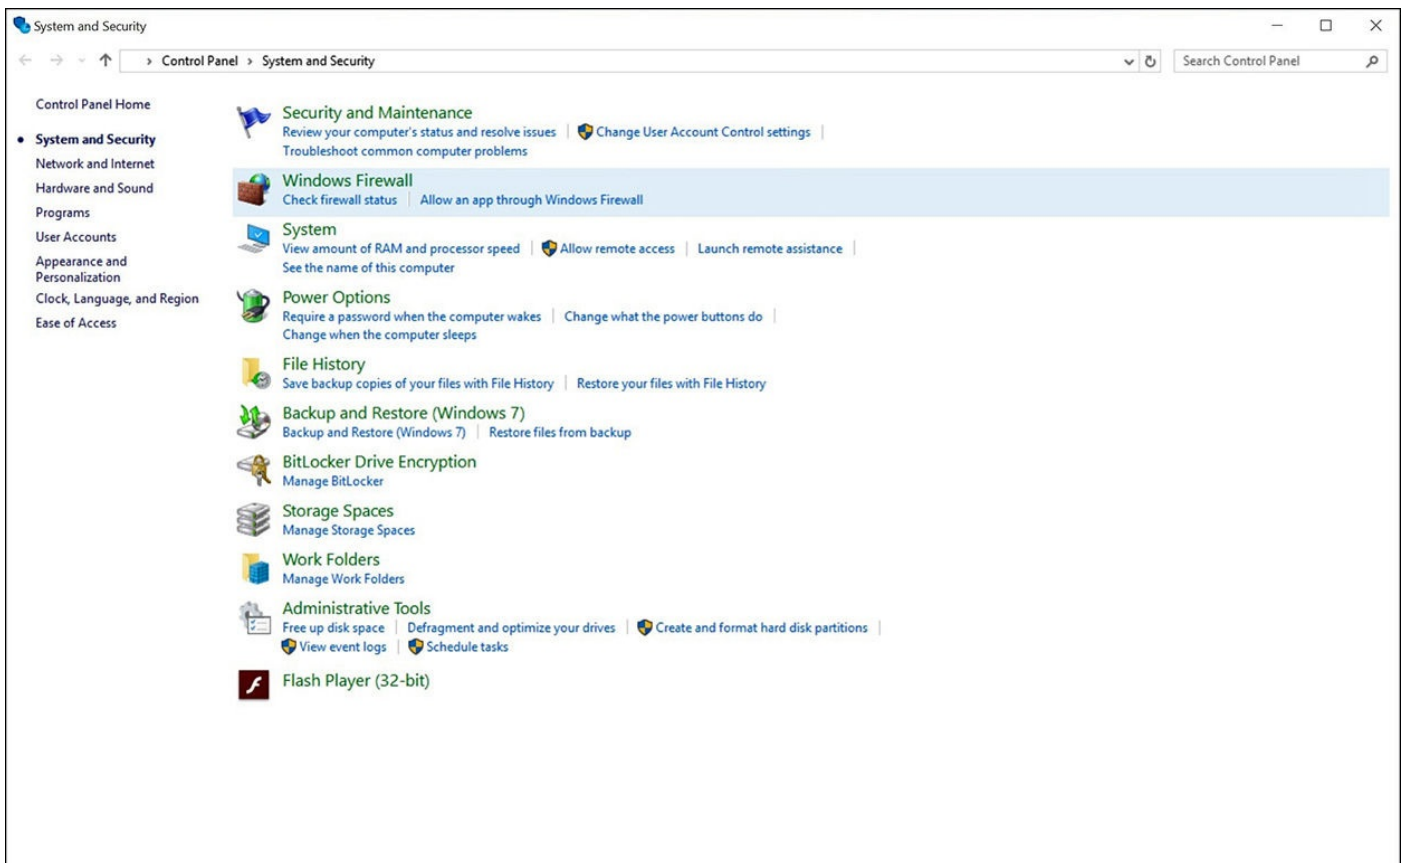 System and Security
Control Panel › System and Security
Search Control Panel
Control Panel Home
System and Security
Network and Internet
Hardware and Sound
Programs
User Accounts
Appearance and
Personalization
Clock, Language, and Region
Ease of Access
Security and Maintenance
Review your computer's status and resolve issues | Change User Account Control settings |
Troubleshoot common computer problems
Windows Firewall
Check firewall status | Allow an app through Windows Firewall
System
View amount of RAM and processor speed | Allow remote access | Launch remote assistance |
See the name of this computer
Power Options
Require a password when the computer wakes | Change what the power buttons do |
Change when the computer sleeps
File History
Save backup copies of your files with File History | Restore your files with File History
Backup and Restore (Windows 7)
Backup and Restore (Windows 7) | Restore files from backup
BitLocker Drive Encryption
Manage BitLocker
Storage Spaces
Manage Storage Spaces
Work Folders
Manage Work Folders
Administrative Tools
Free up disk space | Defragment and optimize your drives | Create and format hard disk partitions |
View event logs | Schedule tasks
Flash Player (32-bit)